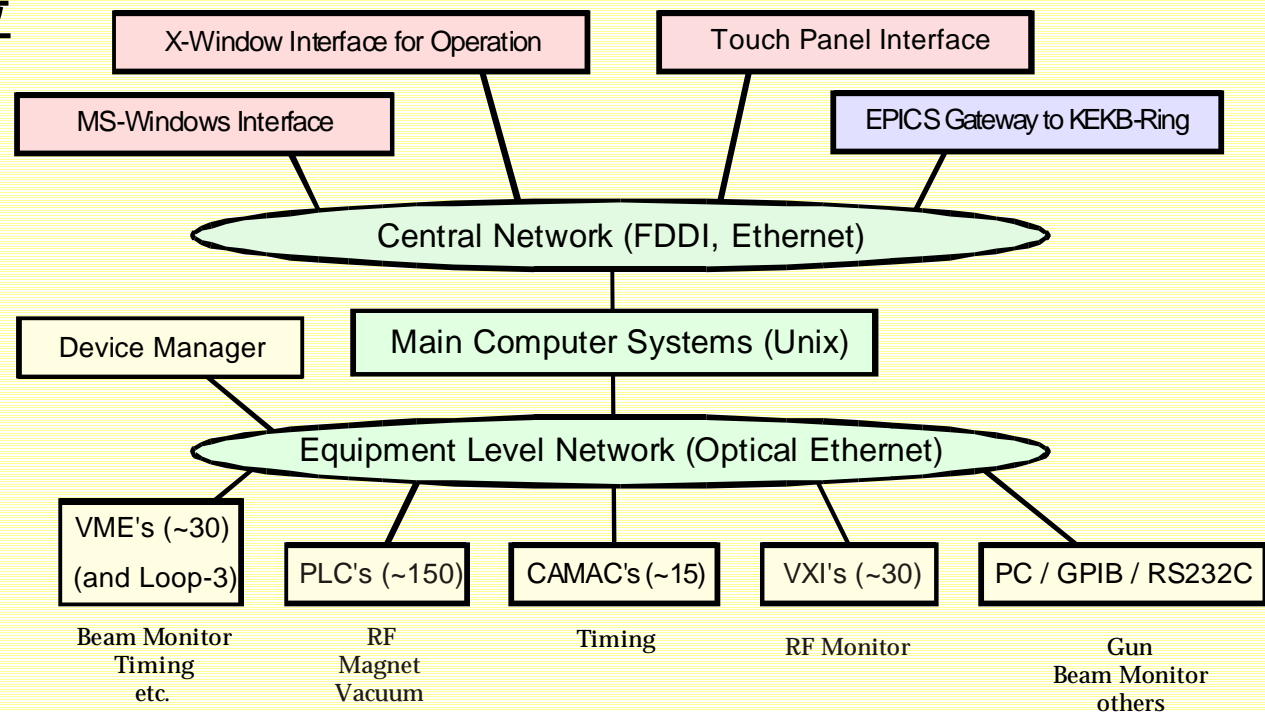 X-Window Interface for Operation
Touch Panel Interface
MS-Windows Interface
EPICS Gateway to KEKB-Ring
Central Network (FDDI, Ethernet)
Device Manager
Main Computer Systems (Unix)
Equipment Level Network (Optical Ethernet)
VME's (~30)
(and Loop-3)
PLC's (~150)
CAMAC's (~15)
VXI's (~30)
PC / GPIB / RS232C
Beam Monitor
Timing
etc.
RF
Magnet
Vacuum
Timing
RF Monitor
Gun
Beam Monitor
others